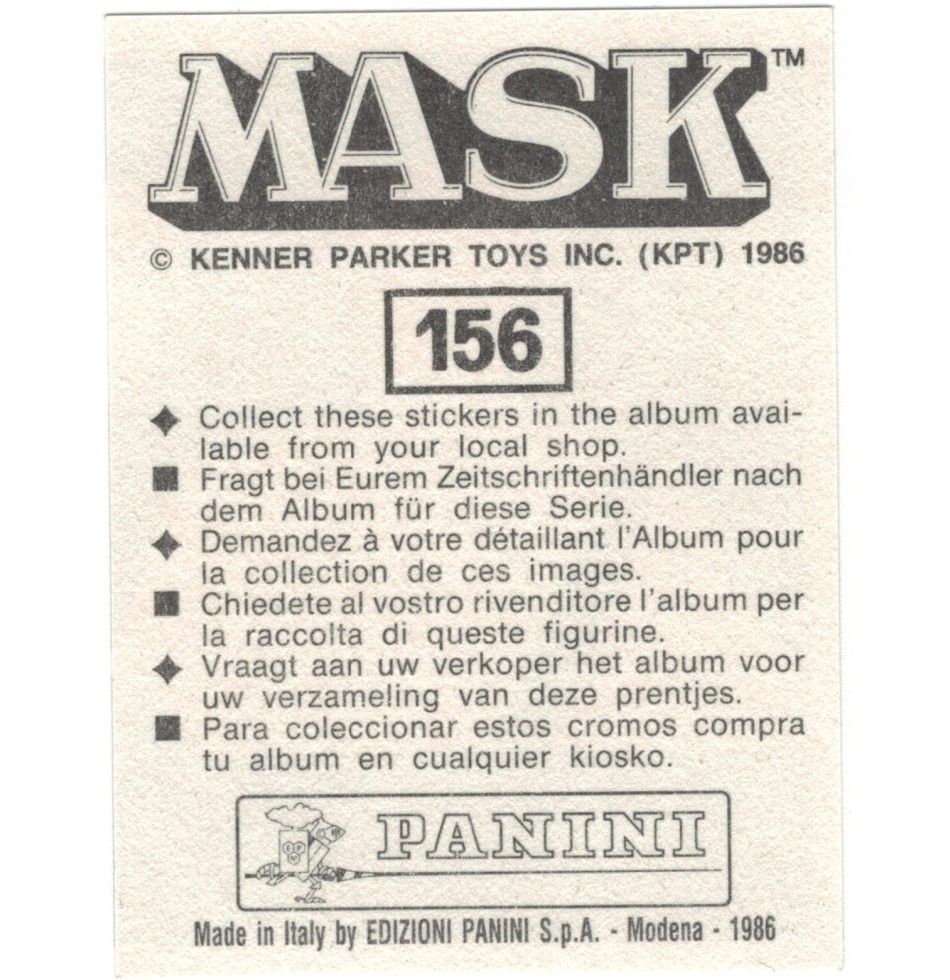 MASK™
© KENNER PARKER TOYS INC. (KPT) 1986
156
Collect these stickers in the album avai-
lable from your local shop.
Fragt bei Eurem Zeitschriftenhändler nach
dem Album für diese Serie.
Demandez à votre détaillant l'Album pour
la collection de ces images.
Chiedete al vostro rivenditore l'album per
la raccolta di queste figurine.
Vraagt aan uw verkoper het album voor
uw verzameling van deze prentjes.
Para coleccionar estos cromos compra
tu album en cualquier kiosko.
PANINI
Made in Italy by EDIZIONI PANINI S.p.A. - Modena - 1986